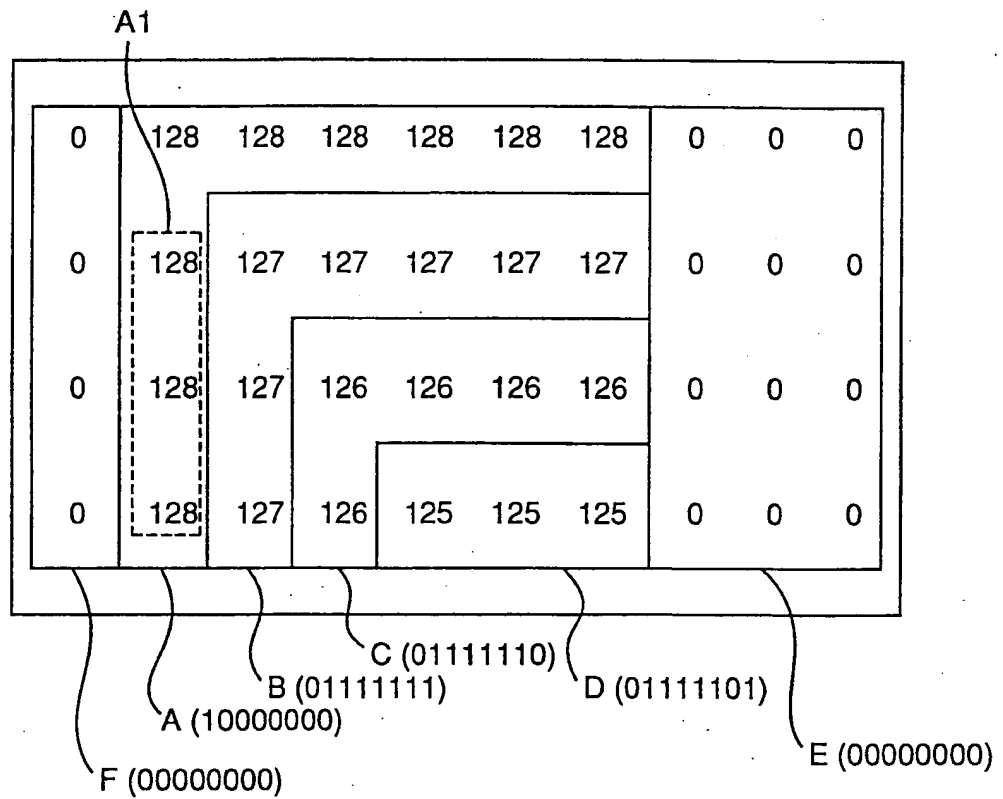 A1
0 128 128 128 128 128 128 0 0 0
0 128 127 127 127 127 127 0 0 0
0 128 127 126 126 126 126 0 0 0
0 128 127 126 125 125 125 0 0 0
C (01111110)
B (01111111) D (01111101)
A (10000000)
E (00000000)
F (00000000)